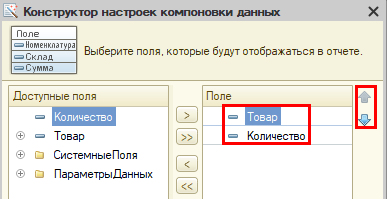 Конструктор настроек компоновки данных
Поле
Номенклатура
Склад
Сумма
Выберите поля, которые будут отображаться в отчете.
Доступные поля
Количество
Товар
СистемныеПоля
ПараметрыДанных
>
>>
<
<<
Поле
Товар
Количество